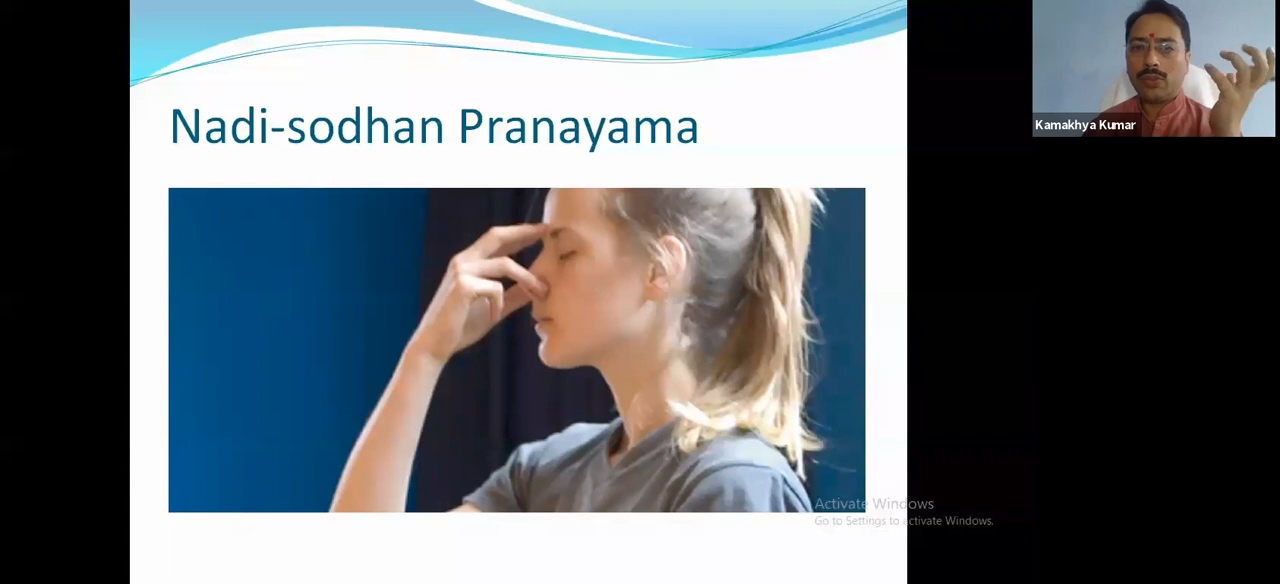 Nadi-sodhan Pranayama
Kamakhya Kumar
Activate Windows
Go to Settings to activate Windows.